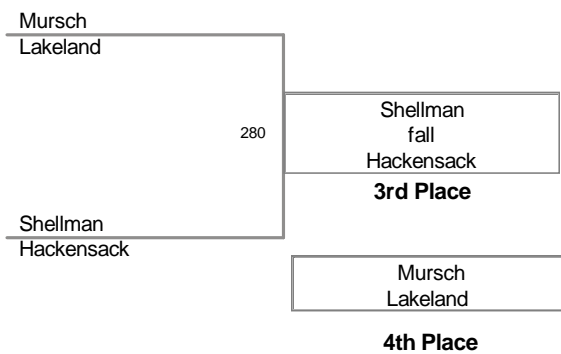 Mursch
Lakeland
280
Shellman
fall
Hackensack
3rd Place
Shellman
Hackensack
Mursch
Lakeland
4th Place